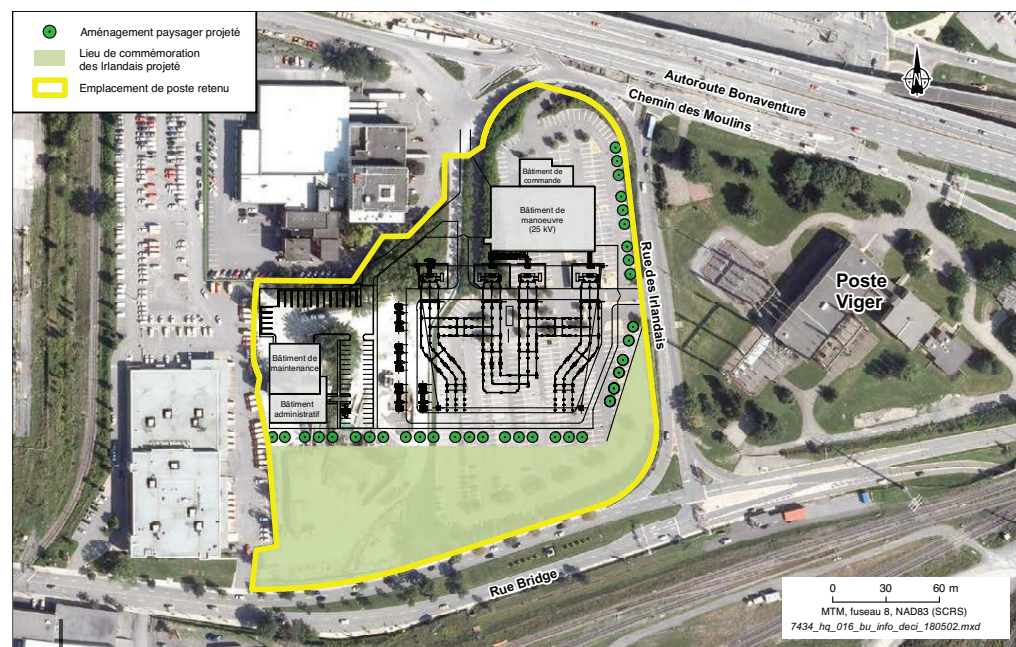 Aménagement paysager projeté
Lieu de commémoration
des Irlandais projeté
Emplacement de poste retenu
Autoroute Bonaventure
Chemin des Moulins
Bâtiment de
commande
Bâtiment de
manoeuvre
(25 kV)
Rue des Irlandais
Poste
Viger
Bâtiment de
maintenance
Bâtiment
administratif
Rue Bridge
0 30 60 m
MTM, fuseau 8, NAD83 (SCRS)
7434_hq_016_bu_info_deci_180502.mxd